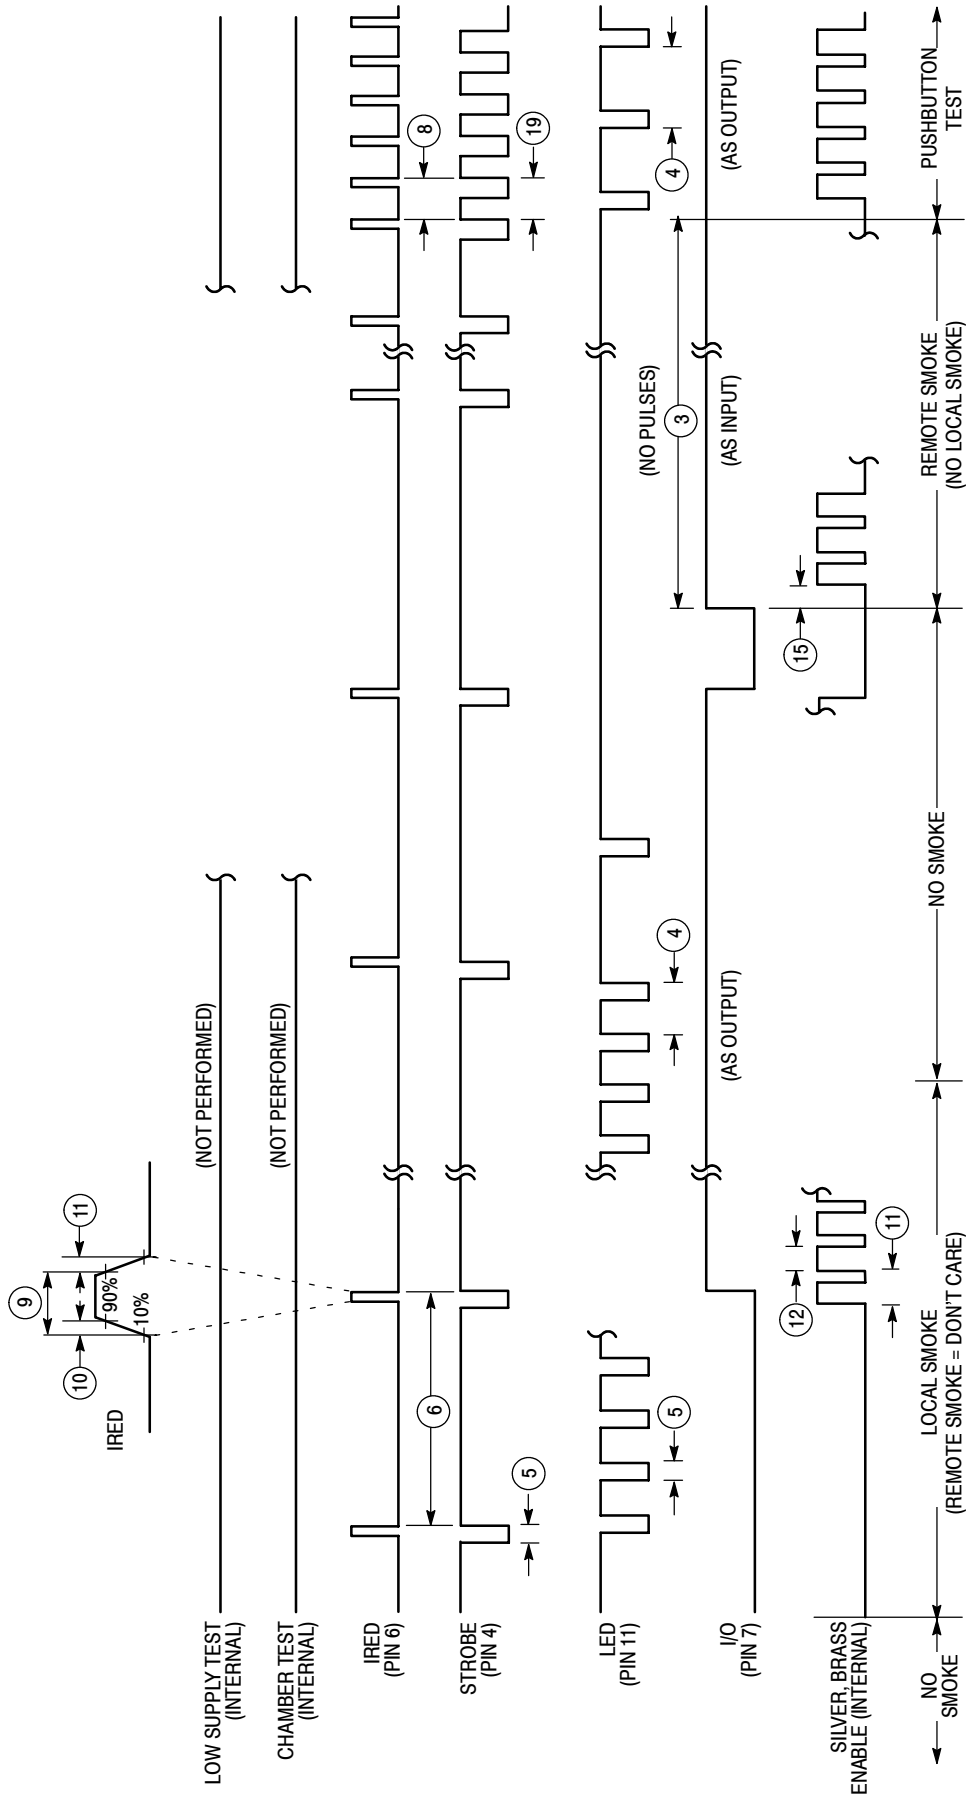 9
10
11
90%
10%
IRED
LOW SUPPLY TEST
(INTERNAL)
(NOT PERFORMED)
CHAMBER TEST
(INTERNAL)
(NOT PERFORMED)
IRED
(PIN 6)
6
8
STROBE
(PIN 4)
5
19
LED
(PIN 11)
5
4
(NO PULSES)
3
4
I/O
(PIN 7)
(AS OUTPUT)
(AS INPUT)
(AS OUTPUT)
SILVER, BRASS
ENABLE (INTERNAL)
12
11
15
NO
SMOKE
LOCAL SMOKE
(REMOTE SMOKE = DON'T CARE)
NO SMOKE
REMOTE SMOKE
(NO LOCAL SMOKE)
PUSHBUTTON
TEST